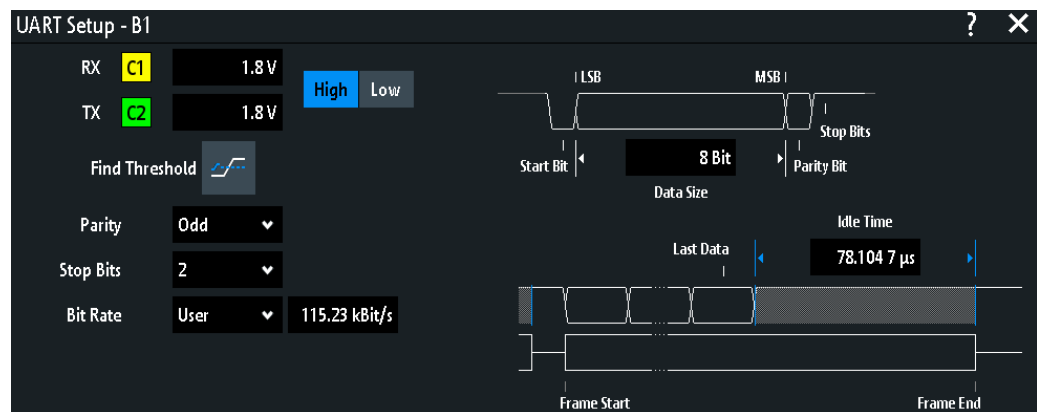 UART Setup - B1 ? ✕
RX C1 1.8 V
High Low
TX C2 1.8 V
Find Threshold
Parity Odd
Stop Bits 2
Bit Rate User 115.23 kBit/s
LSB MSB
Stop Bits
Start Bit 8 Bit Parity Bit
Data Size
Idle Time
Last Data 78.104 7 µs
Frame Start Frame End